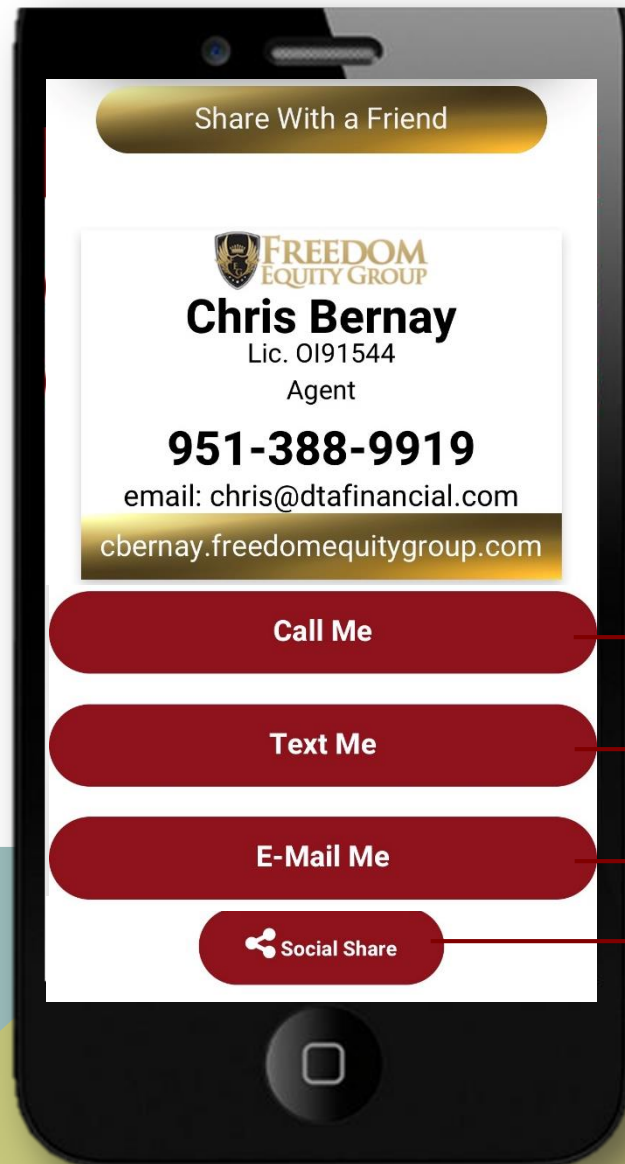 Share With a Friend
FREEDOM
EQUITY GROUP
Chris Bernay
Lic. OI91544
Agent
951-388-9919
email: chris@dtafinancial.com
cbernay.freedomequitygroup.com
Call Me
Text Me
E-Mail Me
Social Share